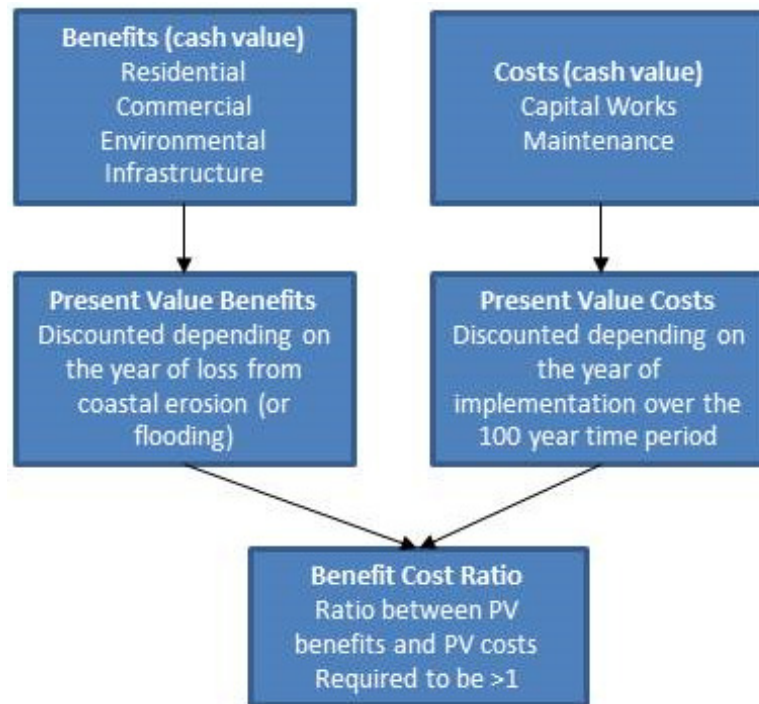 Benefits (cash value)
Residential
Commercial
Environmental
Infrastructure
Costs (cash value)
Capital Works
Maintenance
Present Value Benefits
Discounted depending on
the year of loss from
coastal erosion (or
flooding)
Present Value Costs
Discounted depending on
the year of
implementation over the
100 year time period
Benefit Cost Ratio
Ratio between PV
benefits and PV costs
Required to be >1